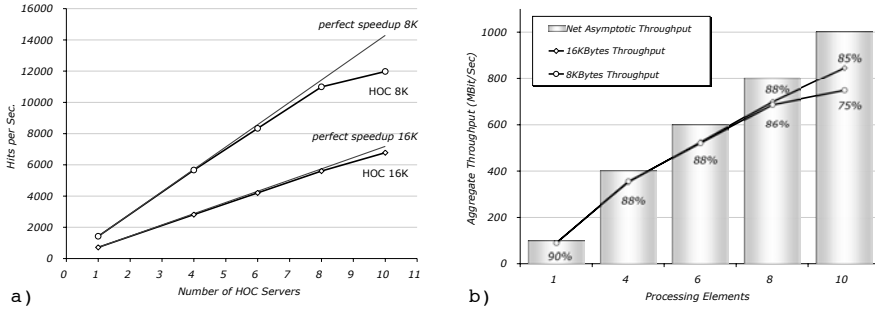 16000
14000
12000
10000
8000
6000
4000
2000
0
Hits per Sec.
perfect speedup 8K
HOC 8K
perfect speedup 16K
HOC 16K
0 1 2 3 4 5 6 7 8 9 10 11
Number of HOC Servers
a)
1000
800
600
400
200
0
Aggregate Throughput (MBit/Sec)
Net Asymptotic Throughput
16KBytes Throughput
8KBytes Throughput
90%
88%
88%
88%
86%
85%
75%
1 4 6 8 10
Processing Elements
b)